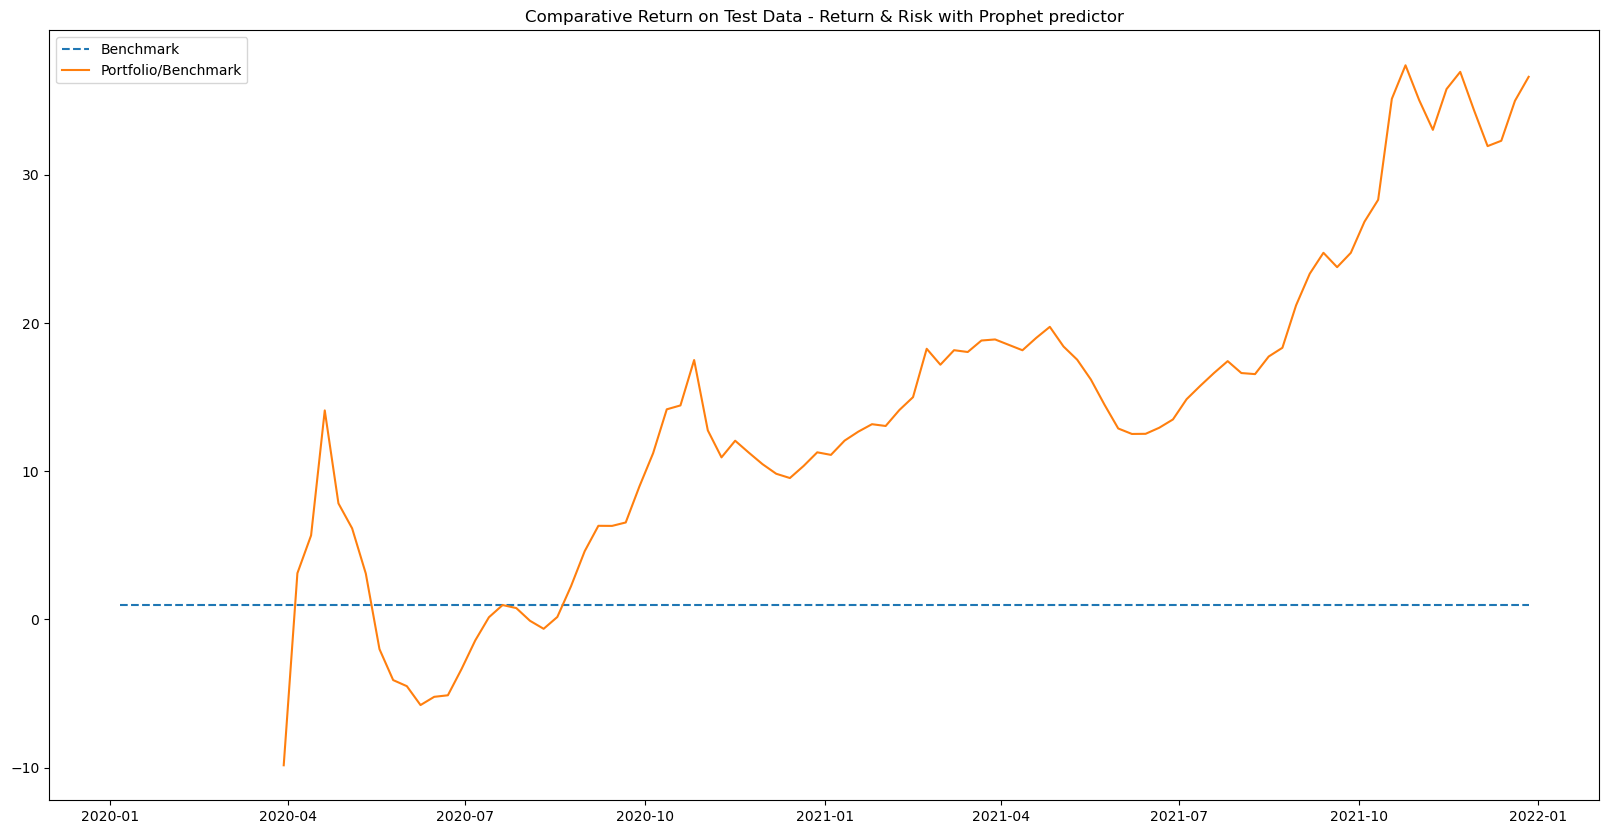 Comparative Return on Test Data - Return & Risk with Prophet predictor
Benchmark
Portfolio/Benchmark
30
20
10
0
−10
2020-01 2020-04 2020-07 2020-10 2021-01 2021-04 2021-07 2021-10 2022-01